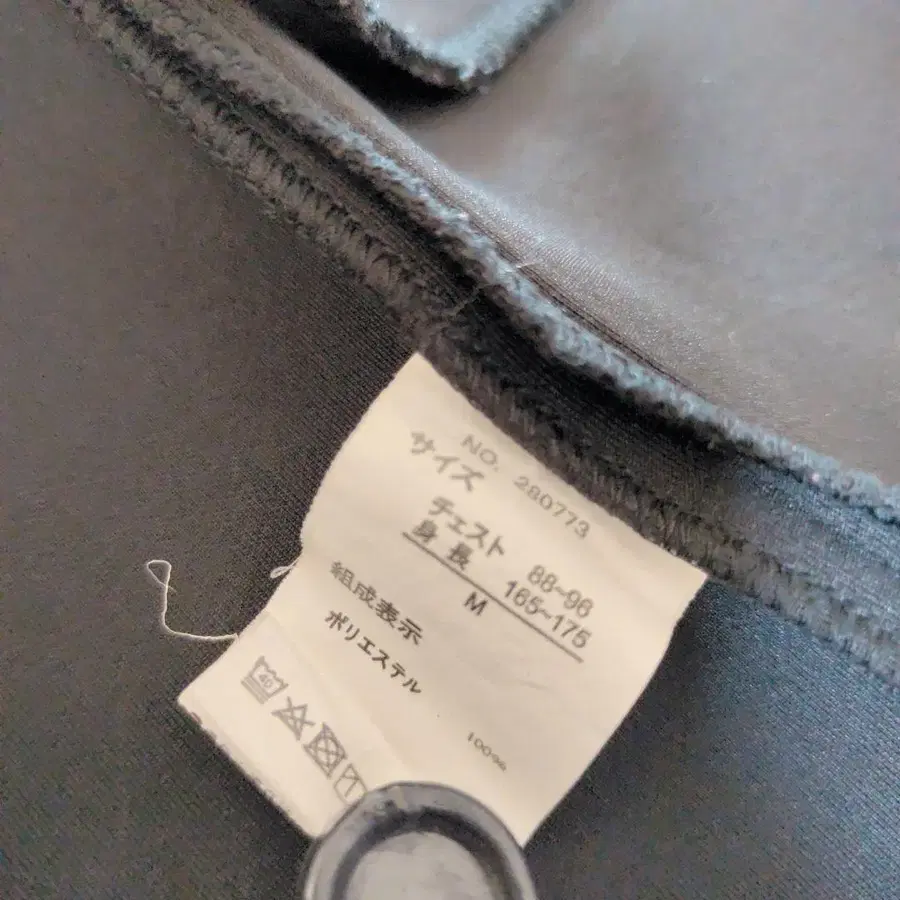 NO. 280773
サイズ
チェスト 88~96
身長 165~175
M
組成表示
ポリエステル 100%
40